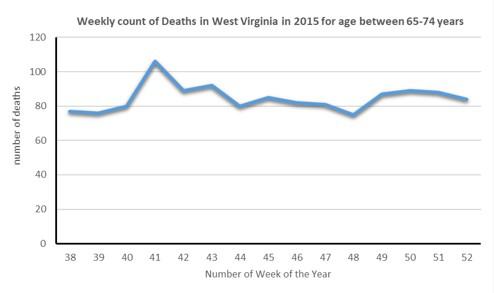 Weekly count of Deaths in West Virginia in 2015 for age between 65-74 years
120
100
80
60
40
20
0
number of deaths
38 39 40 41 42 43 44 45 46 47 48 49 50 51 52
Number of Week of the Year